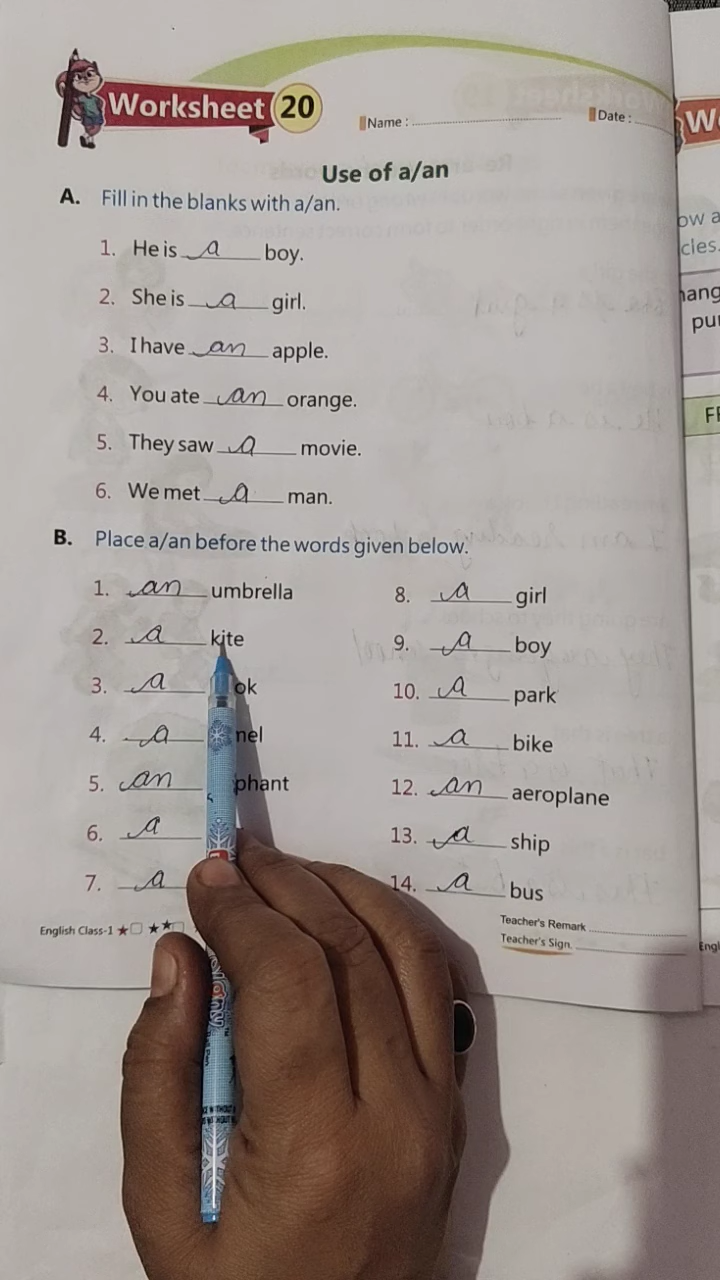 Worksheet 20
Name : Date :
Use of a/an
A. Fill in the blanks with a/an.
1. He is a boy.
2. She is a girl.
3. I have an apple.
4. You ate an orange.
5. They saw a movie.
6. We met a man.
B. Place a/an before the words given below.
1. an umbrella
2. a kite
3. a
4. a
5. an
6. a
7. a
8. a girl
9. a boy
10. a park
11. a bike
12. an aeroplane
13. a ship
14. a bus
English Class-1
Teacher's Remark
Teacher's Sign.